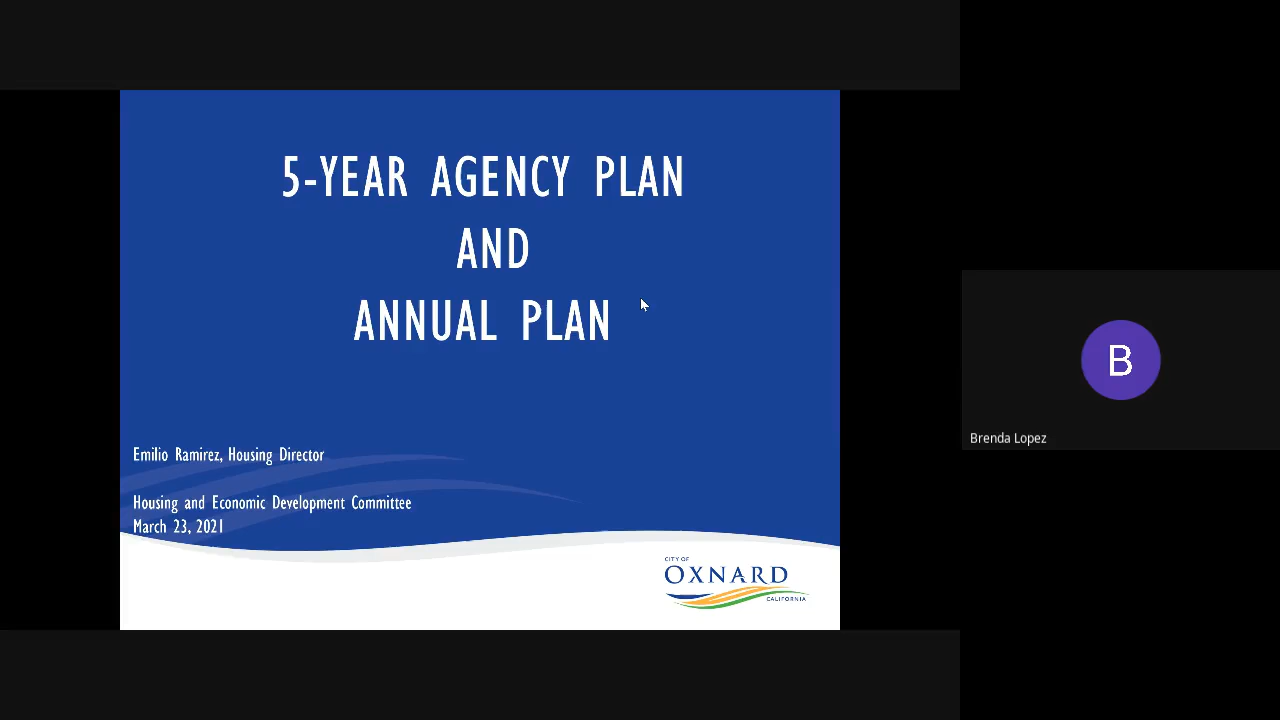 5-YEAR AGENCY PLAN
AND
ANNUAL PLAN
Emilio Ramirez, Housing Director
Housing and Economic Development Committee
March 23, 2021
CITY OF
OXNARD
CALIFORNIA
B
Brenda Lopez